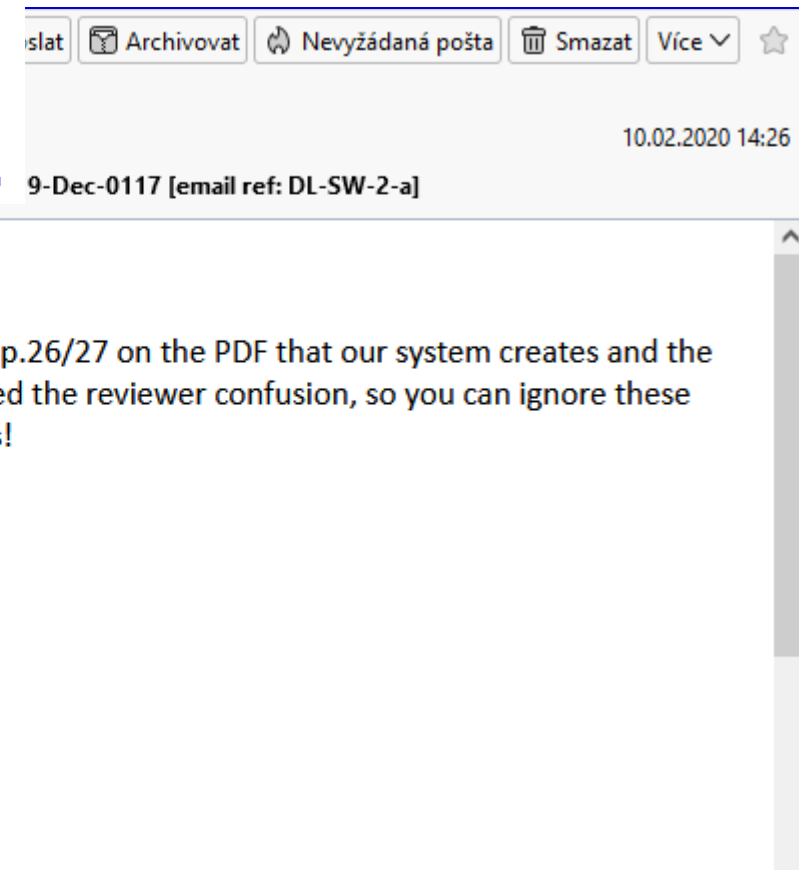 slat Archivovat Nevyžádaná pošta Smazat Více
10.02.2020 14:26
9-Dec-0117 [email ref: DL-SW-2-a]
p.26/27 on the PDF that our system creates and the
ed the reviewer confusion, so you can ignore these
s!